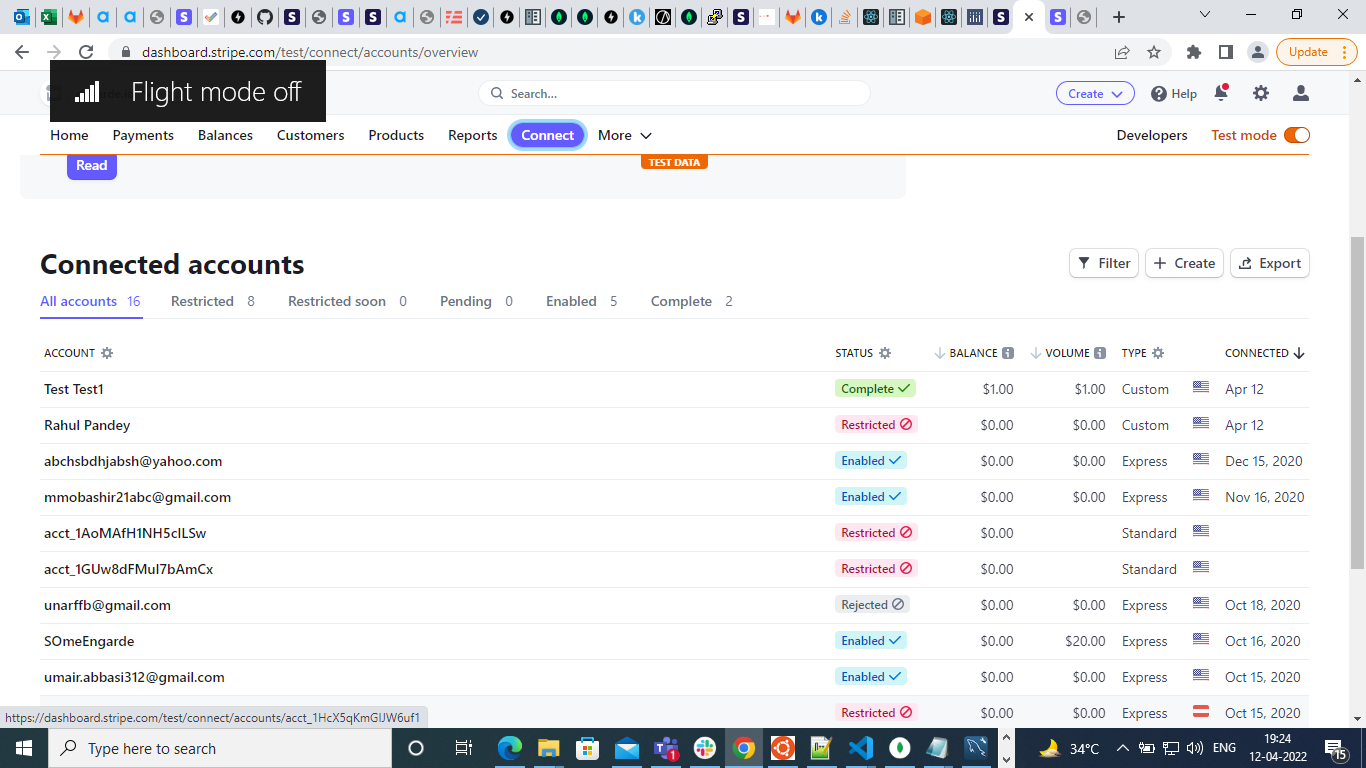 dashboard.stripe.com/test/connect/accounts/overview
Update
Flight mode off
Search...
Create
Help
Home Payments Balances Customers Products Reports Connect More
Developers Test mode
Read
TEST DATA
Connected accounts
Filter Create Export
All accounts 16 Restricted 8 Restricted soon 0 Pending 0 Enabled 5 Complete 2
ACCOUNT STATUS BALANCE VOLUME TYPE CONNECTED
Test Test1 Complete $1.00 $1.00 Custom Apr 12
Rahul Pandey Restricted $0.00 $0.00 Custom Apr 12
abchsbdhjabsh@yahoo.com Enabled $0.00 $0.00 Express Dec 15, 2020
mmobashir21abc@gmail.com Enabled $0.00 $0.00 Express Nov 16, 2020
acct_1AoMAfH1NH5cILSw Restricted $0.00 Standard
acct_1GUw8dFMuI7bAmCx Restricted $0.00 Standard
unarffb@gmail.com Rejected $0.00 $0.00 Express Oct 18, 2020
SOmeEngarde Enabled $0.00 $20.00 Express Oct 16, 2020
umair.abbasi312@gmail.com Enabled $0.00 $0.00 Express Oct 15, 2020
Restricted $0.00 $0.00 Express Oct 15, 2020
https://dashboard.stripe.com/test/connect/accounts/acct_1HcX5qKmGIJW6uf1
Type here to search
34°C ENG
19:24
12-04-2022
15
1